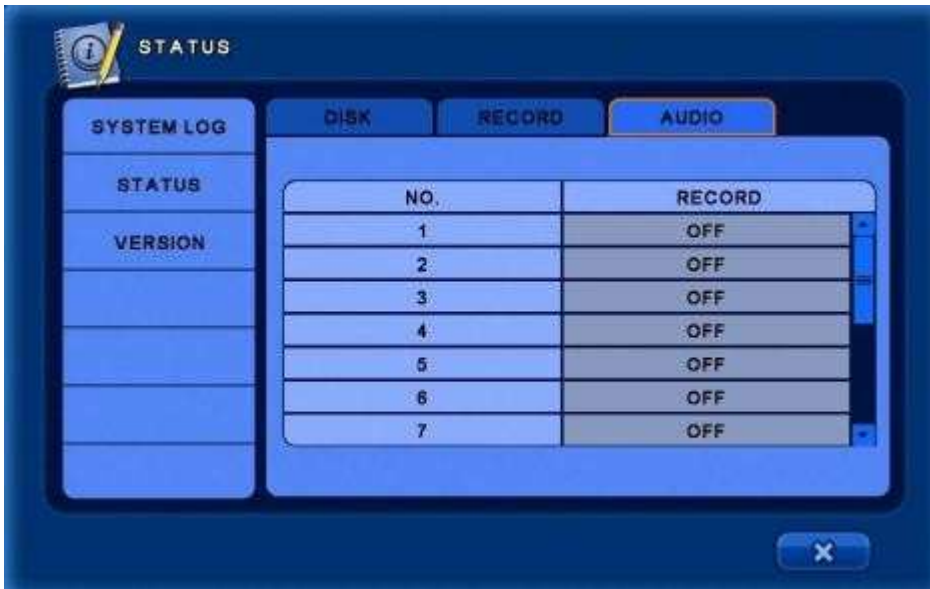 STATUS
SYSTEM LOG
STATUS
VERSION
DISK RECORD AUDIO
NO. RECORD
1 OFF
2 OFF
3 OFF
4 OFF
5 OFF
6 OFF
7 OFF